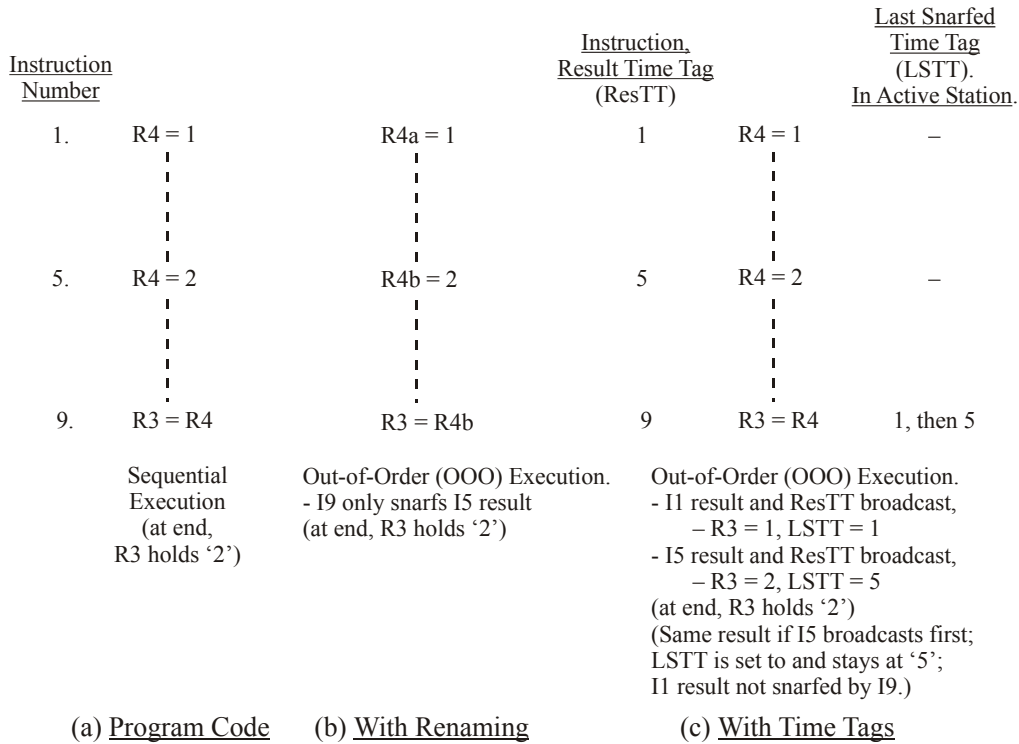 Instruction
Number
Instruction,
Result Time Tag
(ResTT)
Last Snarfed
Time Tag
(LSTT).
In Active Station.
1. R4 = 1 R4a = 1 1 R4 = 1 –
5. R4 = 2 R4b = 2 5 R4 = 2 –
9. R3 = R4 R3 = R4b 9 R3 = R4 1, then 5
Sequential
Execution
(at end,
R3 holds ‘2’)
Out-of-Order (OOO) Execution.
- I9 only snarfs I5 result
(at end, R3 holds ‘2’)
Out-of-Order (OOO) Execution.
- I1 result and ResTT broadcast,
– R3 = 1, LSTT = 1
- I5 result and ResTT broadcast,
– R3 = 2, LSTT = 5
(at end, R3 holds ‘2’)
(Same result if I5 broadcasts first;
LSTT is set to and stays at ‘5’;
I1 result not snarfed by I9.)
(a) Program Code (b) With Renaming (c) With Time Tags